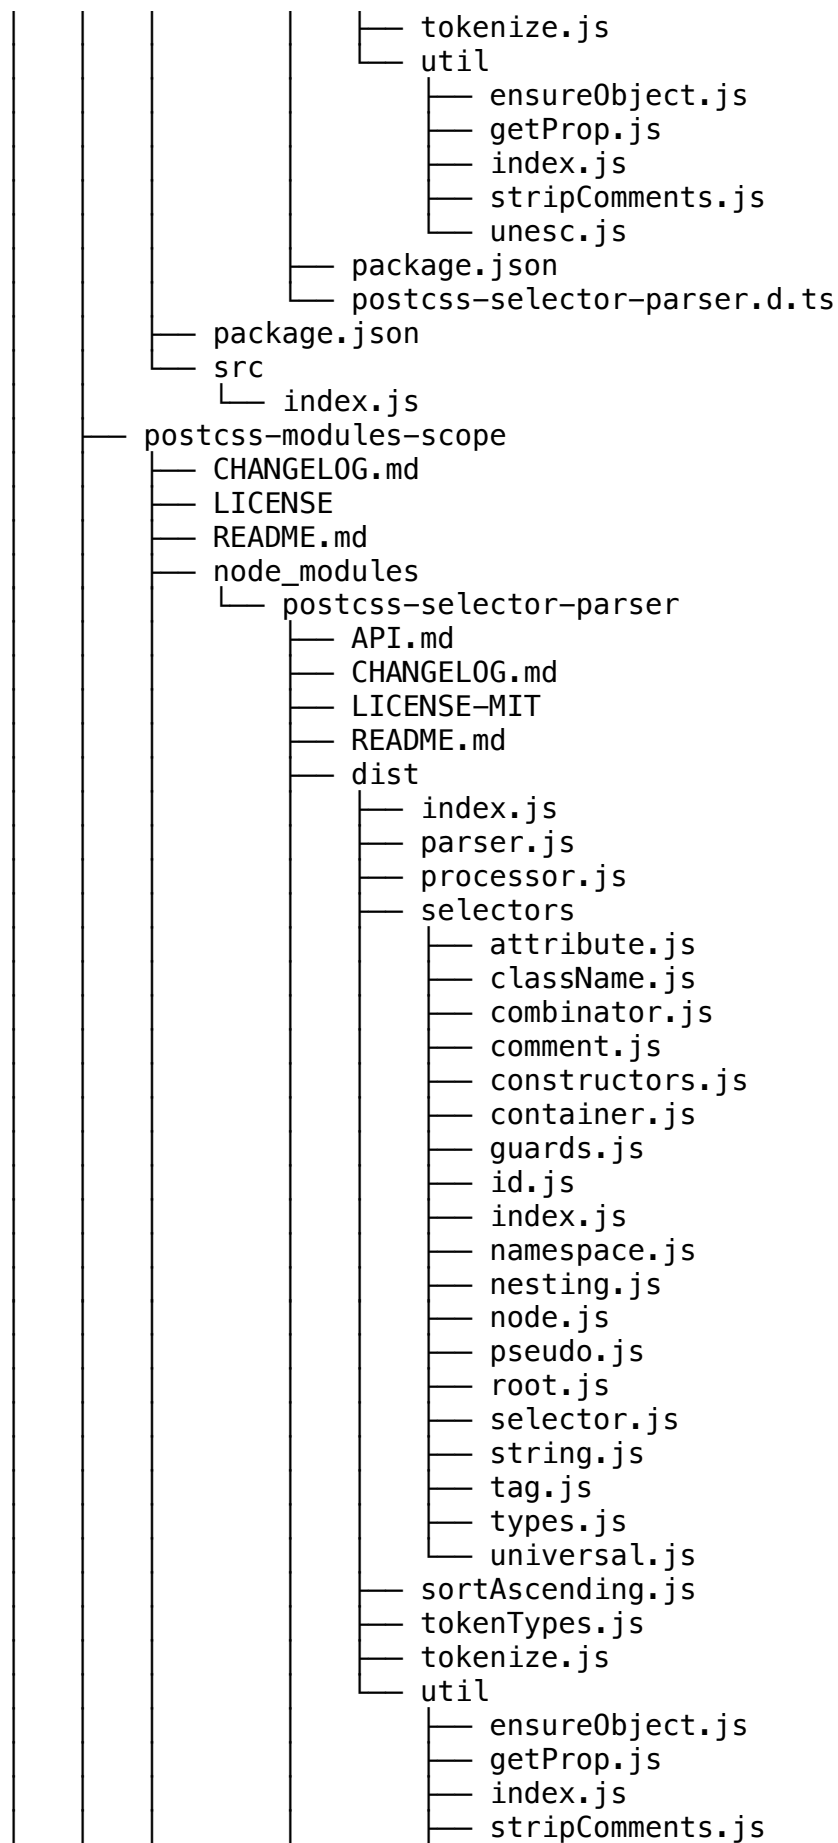 tokenize.js
util
ensureObject.js
getProp.js
index.js
stripComments.js
unesc.js
package.json
postcss-selector-parser.d.ts
package.json
src
index.js
postcss-modules-scope
CHANGELOG.md
LICENSE
README.md
node_modules
postcss-selector-parser
API.md
CHANGELOG.md
LICENSE-MIT
README.md
dist
index.js
parser.js
processor.js
selectors
attribute.js
className.js
combinator.js
comment.js
constructors.js
container.js
guards.js
id.js
index.js
namespace.js
nesting.js
node.js
pseudo.js
root.js
selector.js
string.js
tag.js
types.js
universal.js
sortAscending.js
tokenTypes.js
tokenize.js
util
ensureObject.js
getProp.js
index.js
stripComments.js